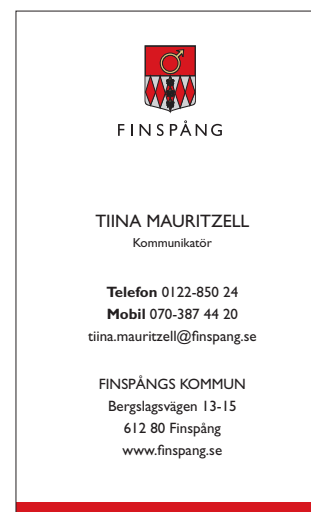 FINSPÅNG
TIINA MAURITZELL
Kommunikatör
Telefon 0122-850 24
Mobil 070-387 44 20
tiina.mauritzell@finspang.se
FINSPÅNGS KOMMUN
Bergslagsvägen 13-15
612 80 Finspång
www.finspang.se